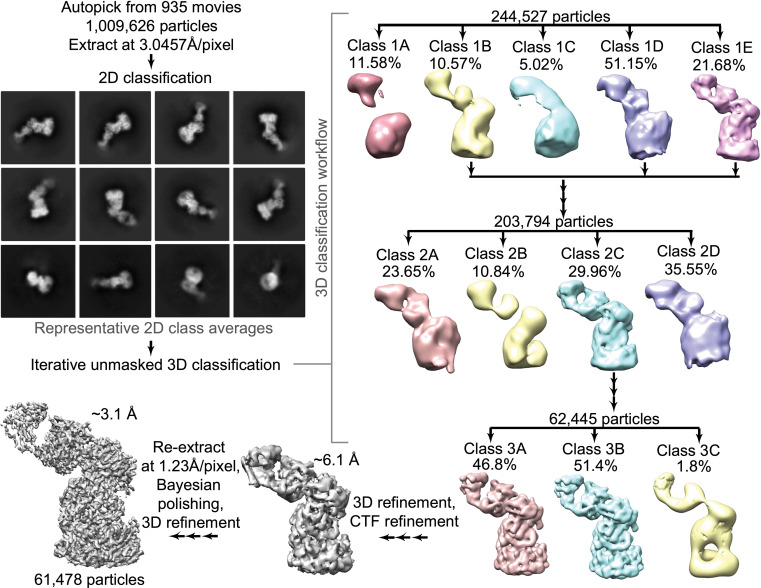 Autopick from 935 movies
1,009,626 particles
Extract at 3.0457Å/pixel
2D classification
Representative 2D class averages
Iterative unmasked 3D classification
3D classification workflow
244,527 particles
Class 1A
11.58%
Class 1B
10.57%
Class 1C
5.02%
Class 1D
51.15%
Class 1E
21.68%
203,794 particles
Class 2A
23.65%
Class 2B
10.84%
Class 2C
29.96%
Class 2D
35.55%
62,445 particles
Class 3A
46.8%
Class 3B
51.4%
Class 3C
1.8%
3D refinement,
CTF refinement
~6.1 Å
Re-extract
at 1.23Å/pixel,
Bayesian
polishing,
3D refinement
~3.1 Å
61,478 particles